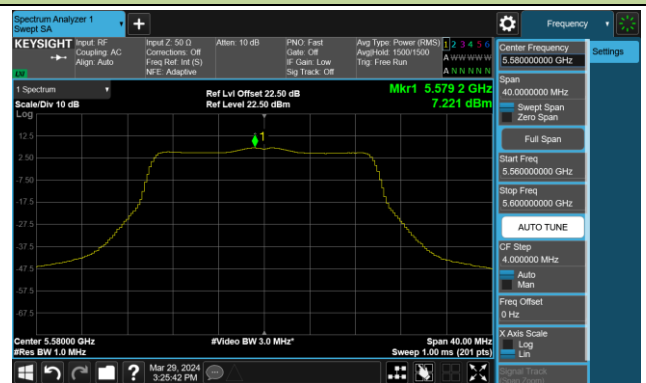 Spectrum Analyzer 1
Swept SA
Frequency
KEYSIGHT
Input: RF
Coupling: AC
Align: Auto
Input Z: 50 Ω
Corrections: Off
Freq Ref: Int (S)
NFE: Adaptive
Atten: 10 dB
PNO: Fast
Gate: Off
IF Gain: Low
Sig Track: Off
Avg Type: Power (RMS)
Avg|Hold: 1500/1500
Trig: Free Run
1 2 3 4 5 6
A W W W W W
A N N N N N
1 Spectrum
Scale/Div 10 dB
Log
Ref Lvl Offset 22.50 dB
Ref Level 22.50 dBm
Mkr1 5.579 2 GHz
7.221 dBm
1
12.5
2.50
-7.50
-17.5
-27.5
-37.5
-47.5
-57.5
-67.5
Center 5.58000 GHz
#Res BW 1.0 MHz
#Video BW 3.0 MHz*
Span 40.00 MHz
Sweep 1.00 ms (201 pts)
Mar 29, 2024
3:25:42 PM
Center Frequency
5.580000000 GHz
Settings
Span
40.0000000 MHz
Swept Span
Zero Span
Full Span
Start Freq
5.560000000 GHz
Stop Freq
5.600000000 GHz
AUTO TUNE
CF Step
4.000000 MHz
Auto
Man
Freq Offset
0 Hz
X Axis Scale
Log
Lin
Signal Track
(Span Zoom)